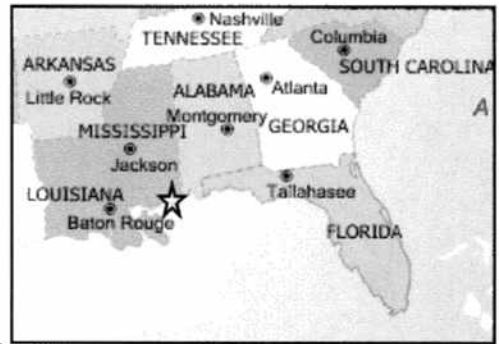 Nashville
TENNESSEE
Columbia
ARKANSAS
SOUTH CAROLINA
Little Rock
ALABAMA
Atlanta
A
Montgomery
GEORGIA
MISSISSIPPI
Jackson
LOUISIANA
Tallahasee
Baton Rouge
FLORIDA